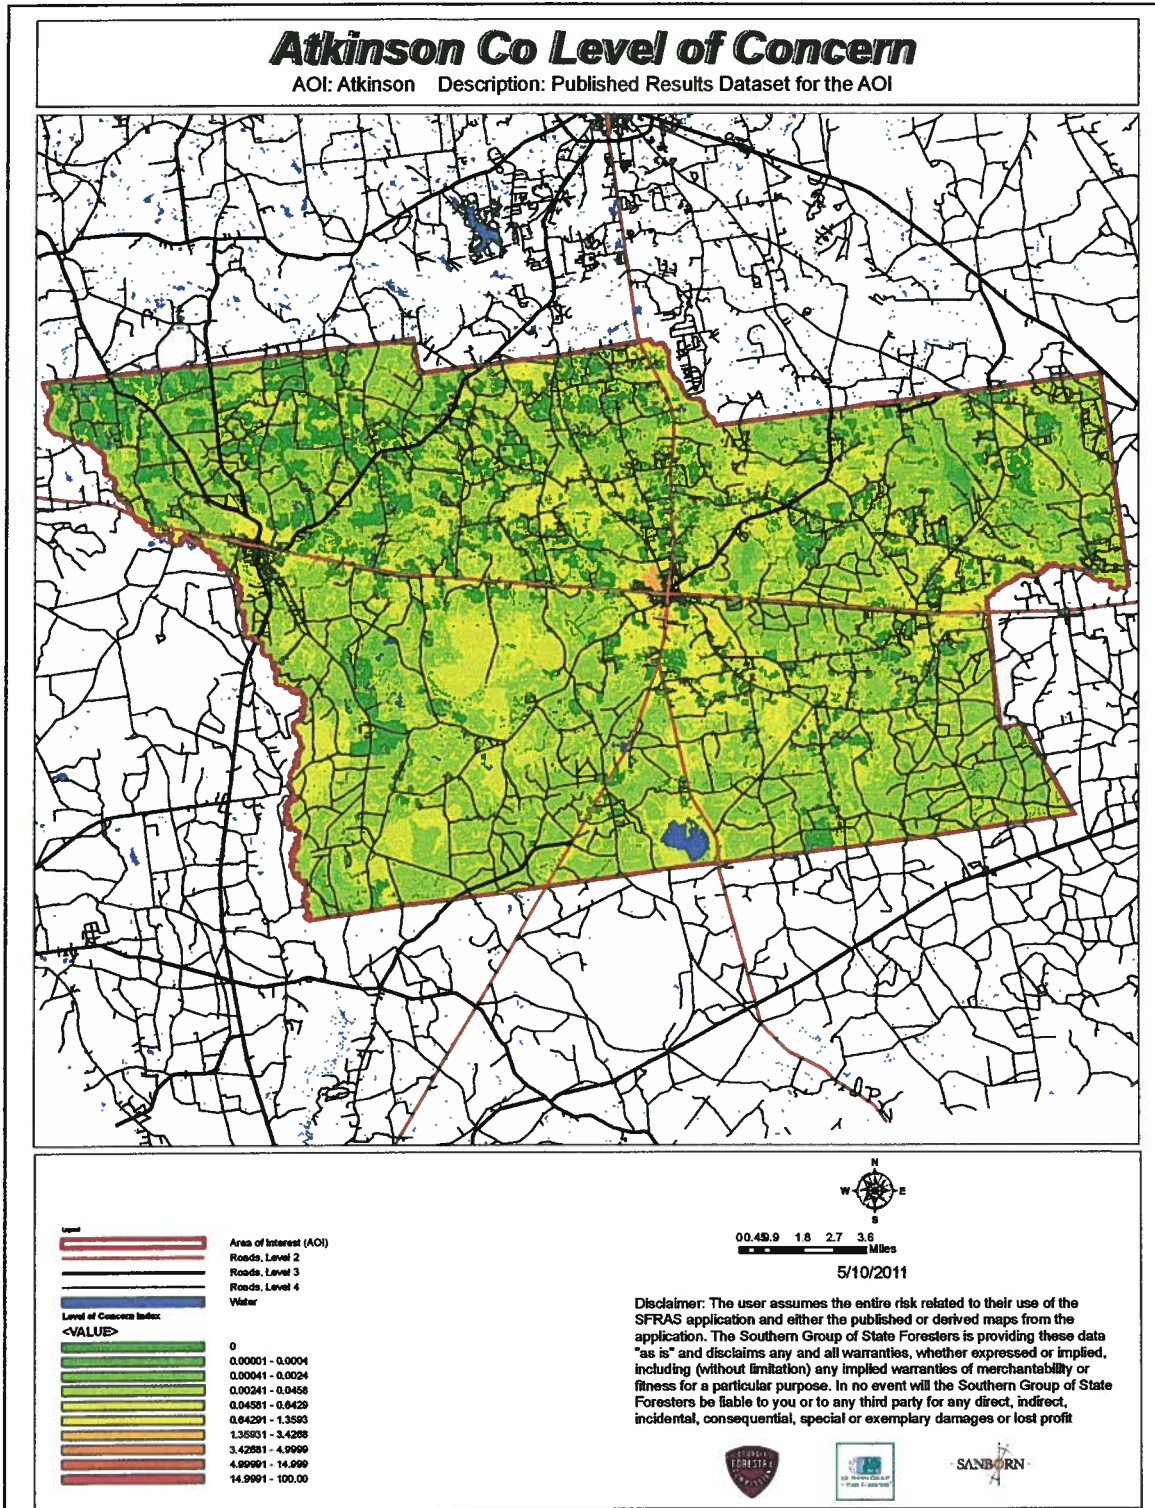 Atkinson Co Level of Concern
AOI: Atkinson Description: Published Results Dataset for the AOI
Legend
Area of Interest (AOI)
Roads, Level 2
Roads, Level 3
Roads, Level 4
Water
Level of Concern Index
<VALUE>
0
0.00001 - 0.0004
0.00041 - 0.0024
0.00241 - 0.0458
0.04581 - 0.6429
0.64291 - 1.3593
1.35931 - 3.4268
3.42681 - 4.9999
4.99991 - 14.999
14.9991 - 100.00
N
W E
S
0 0.45 0.9 1.8 2.7 3.6
Miles
5/10/2011
Disclaimer: The user assumes the entire risk related to their use of the
SFRAS application and either the published or derived maps from the
application. The Southern Group of State Foresters is providing these data
"as is" and disclaims any and all warranties, whether expressed or implied,
including (without limitation) any implied warranties of merchantability or
fitness for a particular purpose. In no event will the Southern Group of State
Foresters be liable to you or to any third party for any direct, indirect,
incidental, consequential, special or exemplary damages or lost profit
GEORGIA
FORESTRY
COMMISSION
SANBORN